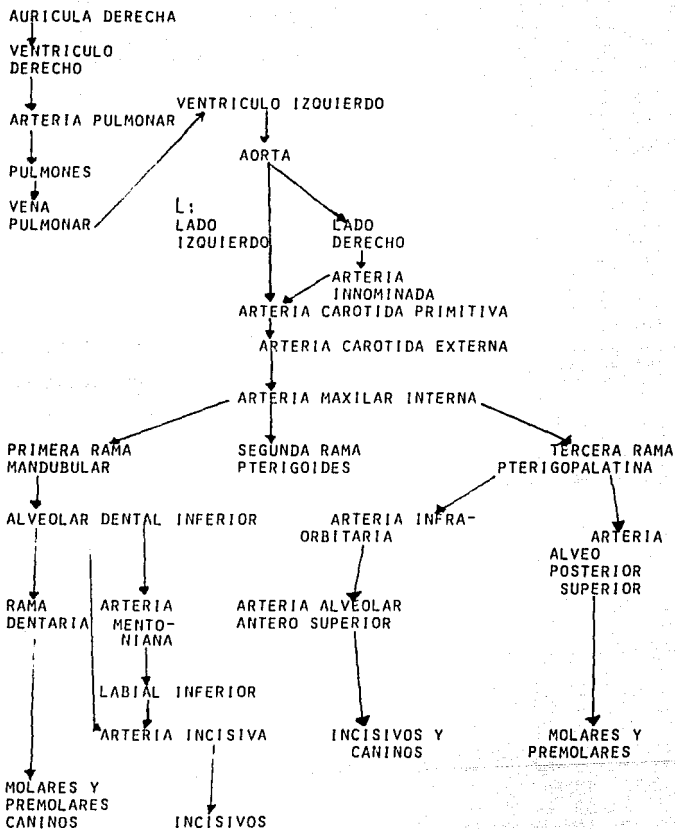 AURICULA DERECHA
VENTRICULO
DERECHO
ARTERIA PULMONAR
PULMONES
VENA
PULMONAR
VENTRICULO IZQUIERDO
AORTA
L:
LADO
IZQUIERDO
LADO
DERECHO
ARTERIA
INNOMINADA
ARTERIA CAROTIDA PRIMITIVA
ARTERIA CAROTIDA EXTERNA
ARTERIA MAXILAR INTERNA
PRIMERA RAMA
MANDUBULAR
SEGUNDA RAMA
PTERIGOIDES
TERCERA RAMA
PTERIGOPALATINA
ALVEOLAR DENTAL INFERIOR
ARTERIA INFRA-
ORBITARIA
ARTERIA
ALVEO
POSTERIOR
SUPERIOR
RAMA
DENTARIA
ARTERIA
MENTO-
NIANA
ARTERIA ALVEOLAR
ANTERO SUPERIOR
LABIAL INFERIOR
ARTERIA INCISIVA
INCISIVOS Y
CANINOS
MOLARES Y
PREMOLARES
MOLARES Y
PREMOLARES
CANINOS
INCISIVOS